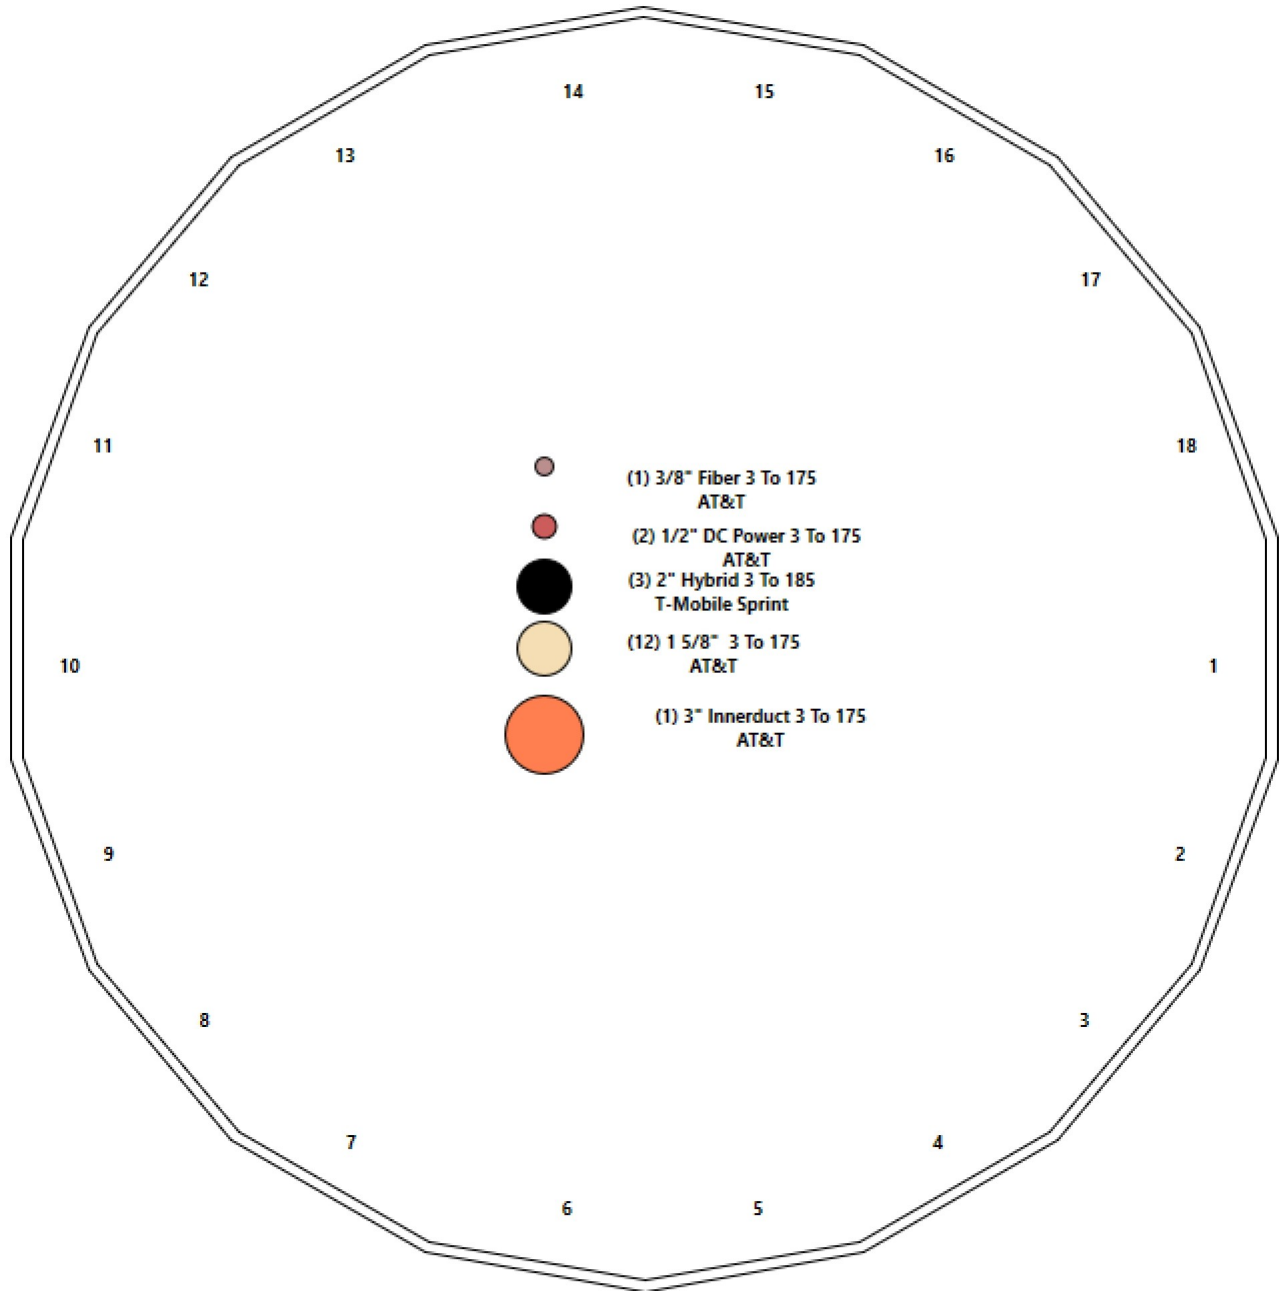 14
15
13
16
12
17
11
18
(1) 3/8" Fiber 3 To 175
AT&T
(2) 1/2" DC Power 3 To 175
AT&T
(3) 2" Hybrid 3 To 185
T-Mobile Sprint
(12) 1 5/8"  3 To 175
AT&T
10
1
(1) 3" Innerduct 3 To 175
AT&T
9
2
8
3
7
4
6
5